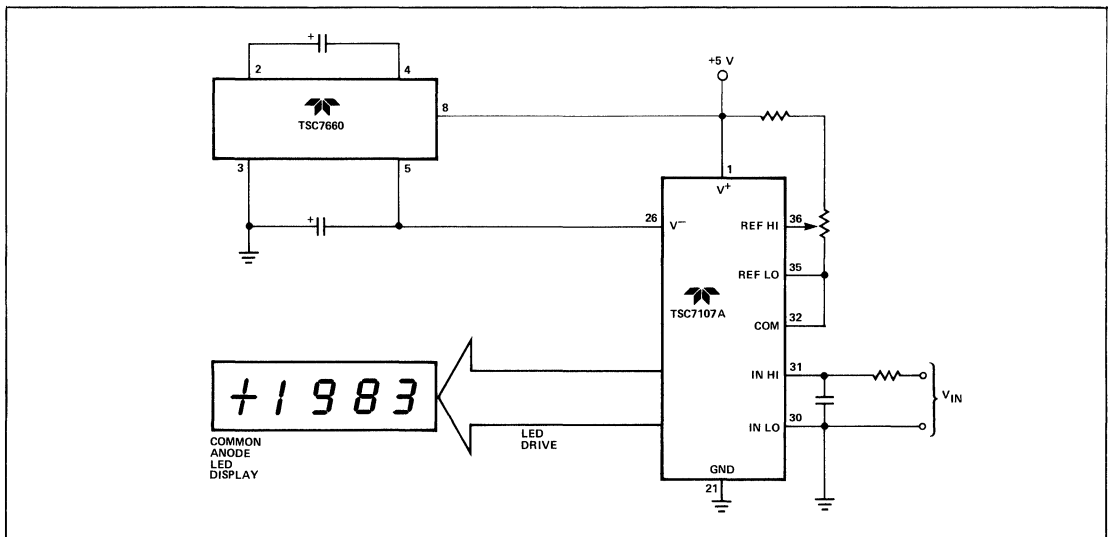 +
2
4
TSC7660
8
3
5
+
+5 V
1
V+
26
V−
REF HI
36
REF LO
35
TSC7107A
COM
32
IN HI
31
VIN
IN LO
30
GND
21
+1983
COMMON
ANODE
LED
DISPLAY
LED
DRIVE